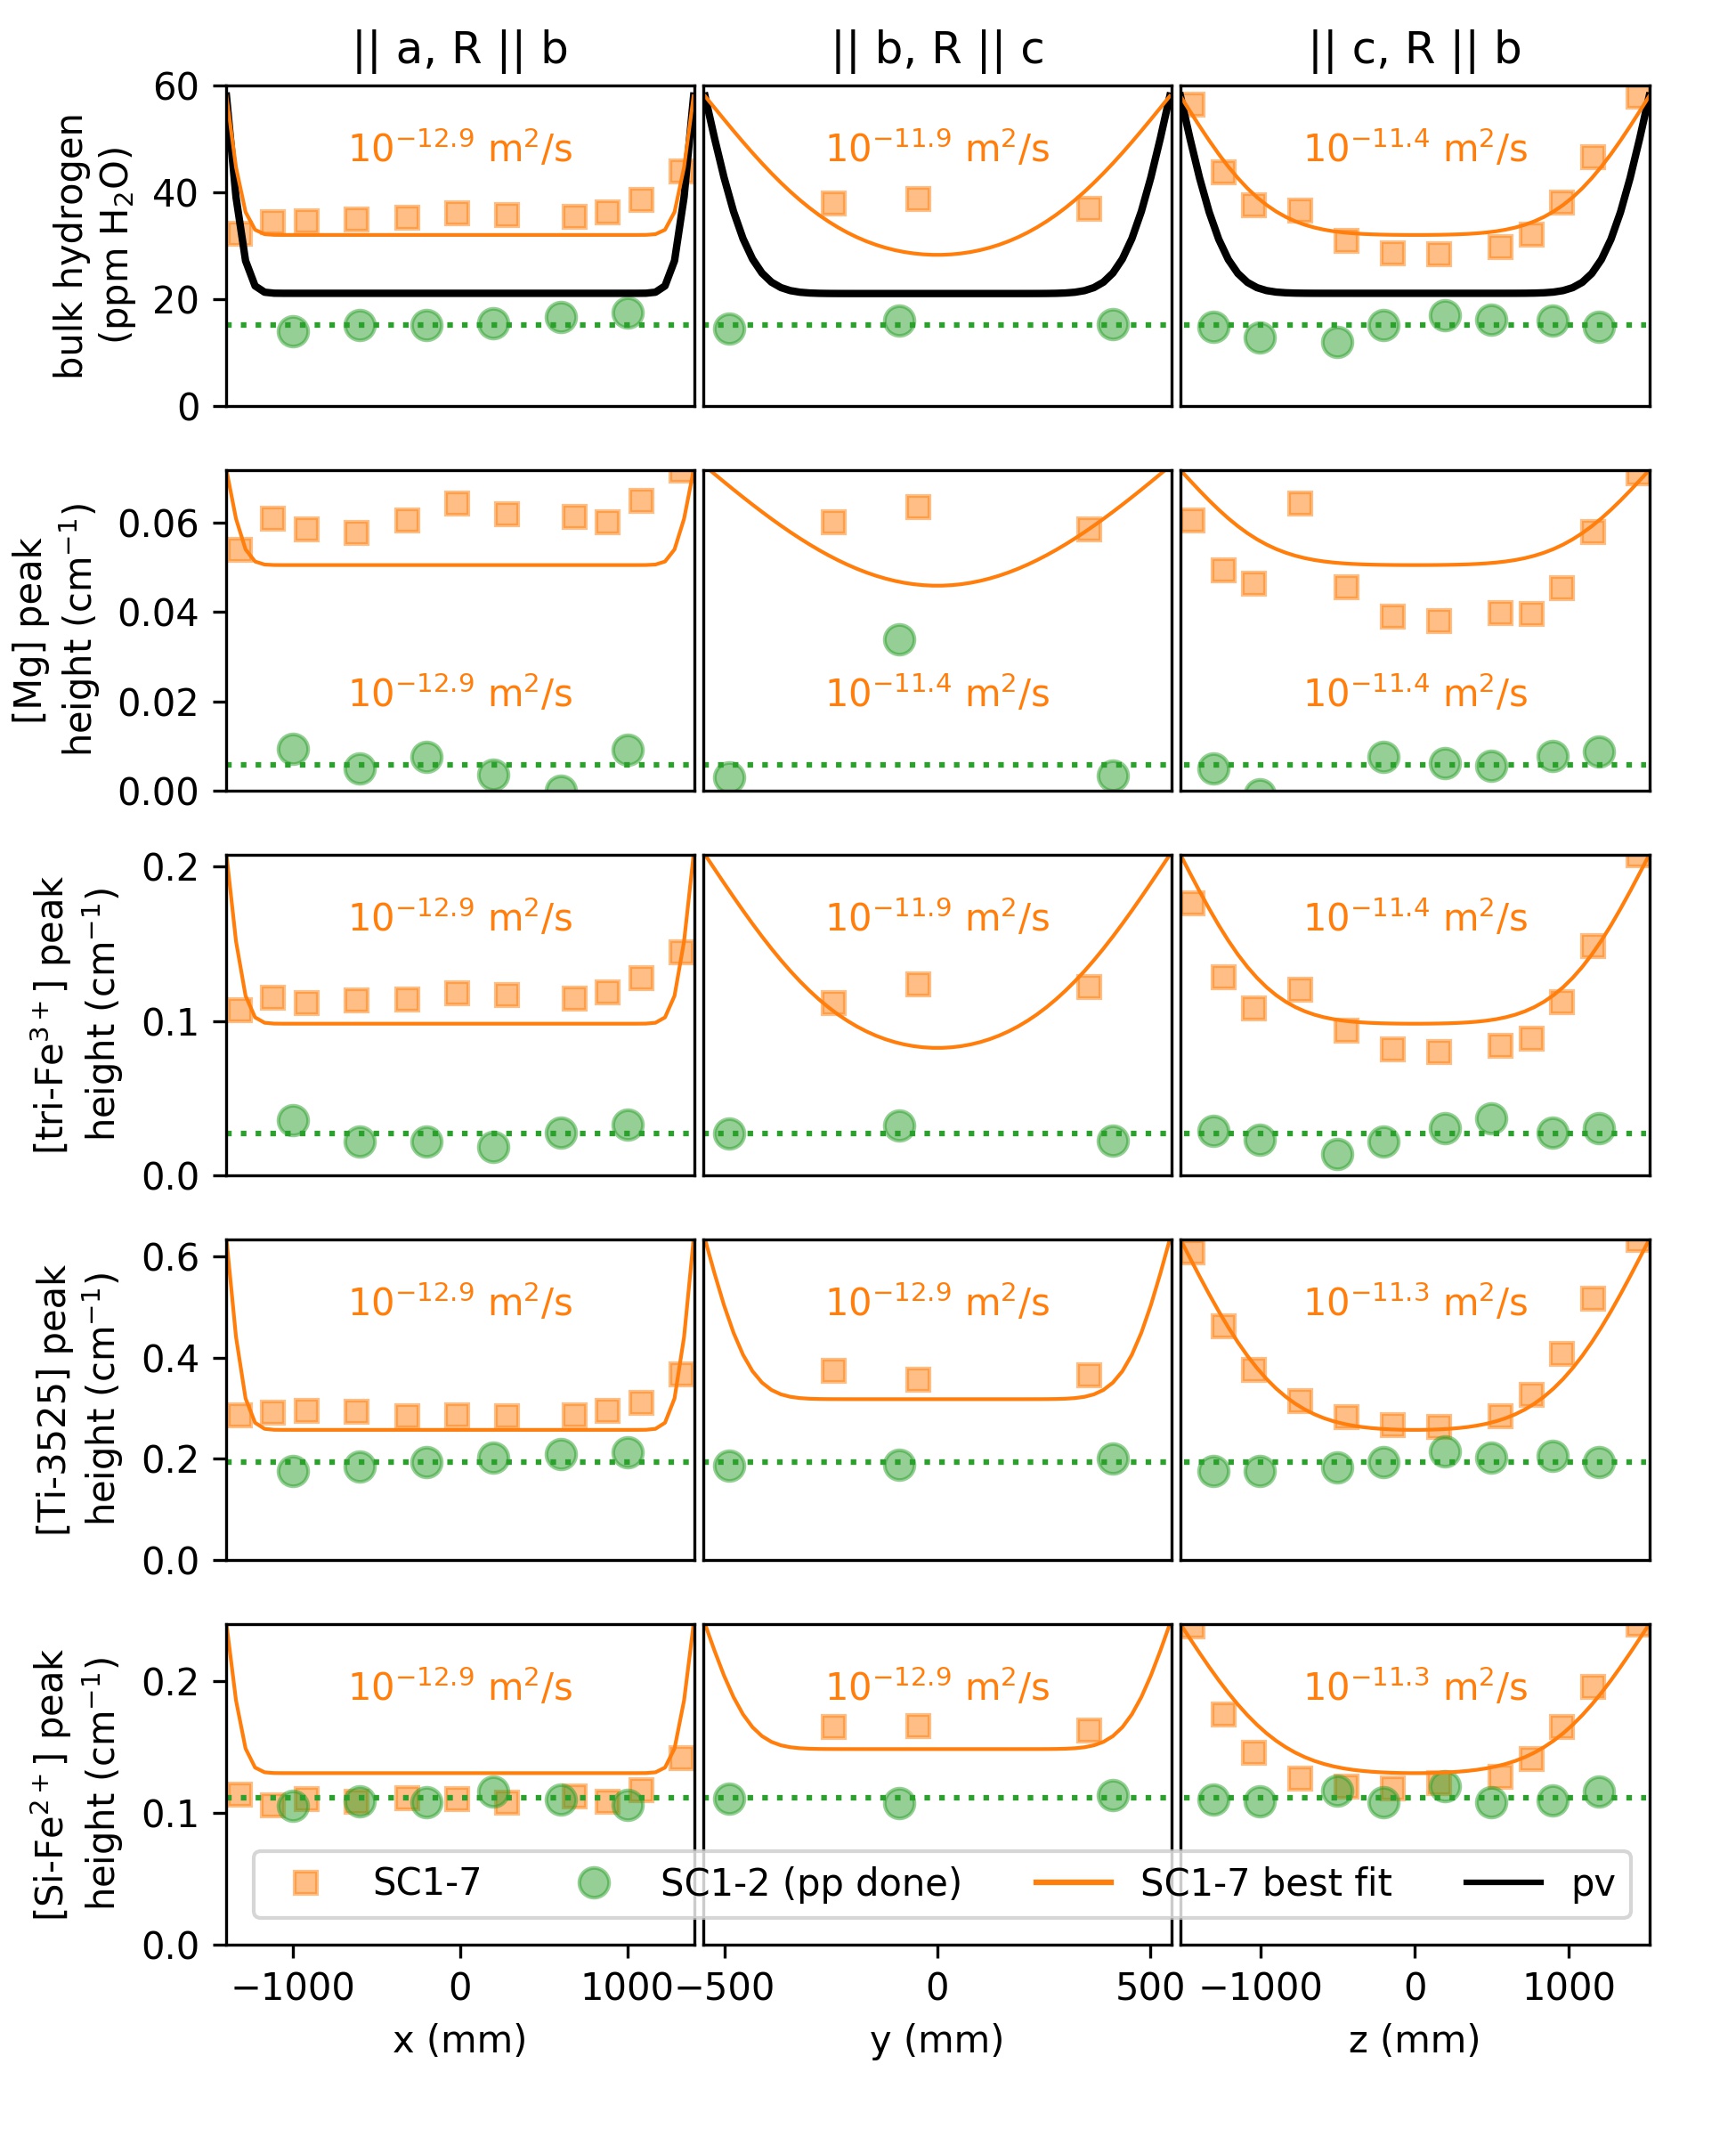 || a, R || b
|| b, R || c
|| c, R || b
bulk hydrogen
(ppm H₂O)
60
40
20
0
10⁻¹²·⁹ m²/s
10⁻¹¹·⁹ m²/s
10⁻¹¹·⁴ m²/s
[Mg] peak
height (cm⁻¹)
0.06
0.04
0.02
0.00
10⁻¹²·⁹ m²/s
10⁻¹¹·⁴ m²/s
10⁻¹¹·⁴ m²/s
[tri-Fe³⁺] peak
height (cm⁻¹)
0.2
0.1
0.0
10⁻¹²·⁹ m²/s
10⁻¹¹·⁹ m²/s
10⁻¹¹·⁴ m²/s
[Ti-3525] peak
height (cm⁻¹)
0.6
0.4
0.2
0.0
10⁻¹²·⁹ m²/s
10⁻¹²·⁹ m²/s
10⁻¹¹·³ m²/s
[Si-Fe²⁺] peak
height (cm⁻¹)
0.2
0.1
0.0
10⁻¹²·⁹ m²/s
10⁻¹²·⁹ m²/s
10⁻¹¹·³ m²/s
SC1-7
SC1-2 (pp done)
SC1-7 best fit
pv
−1000 0 1000
−500 0 500
−1000 0 1000
x (mm)
y (mm)
z (mm)